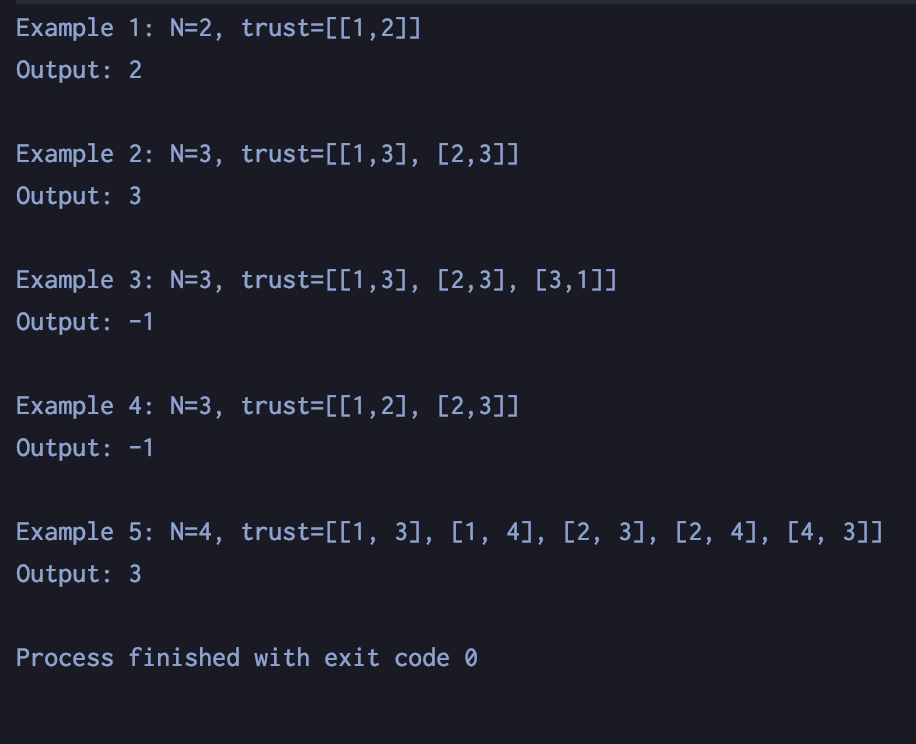 Example 1: N=2, trust=[[1,2]]
Output: 2
Example 2: N=3, trust=[[1,3], [2,3]]
Output: 3
Example 3: N=3, trust=[[1,3], [2,3], [3,1]]
Output: -1
Example 4: N=3, trust=[[1,2], [2,3]]
Output: -1
Example 5: N=4, trust=[[1, 3], [1, 4], [2, 3], [2, 4], [4, 3]]
Output: 3
Process finished with exit code 0